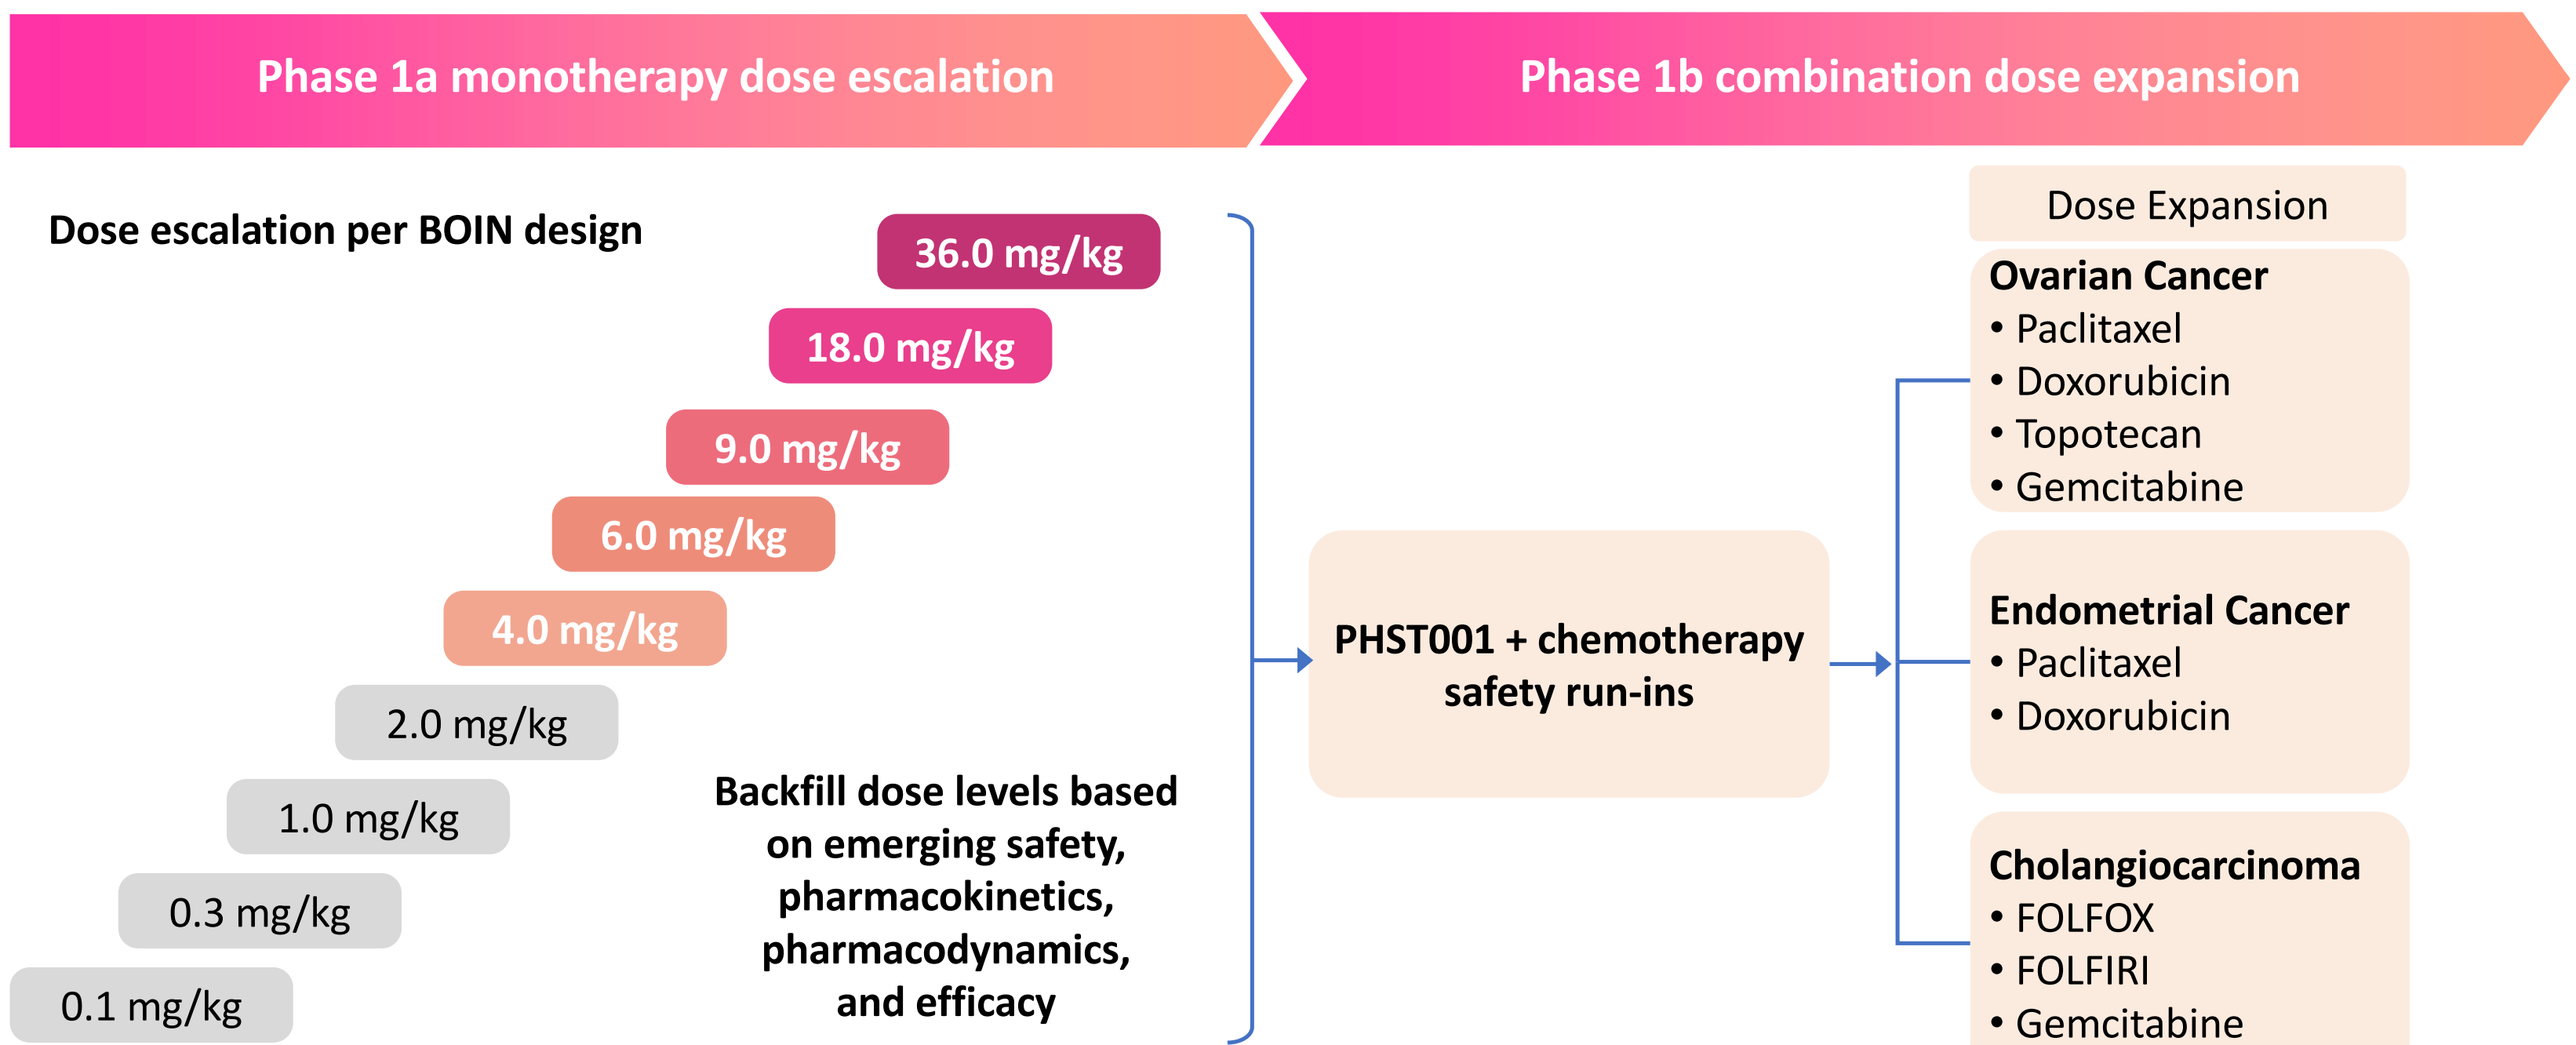 Phase 1a monotherapy dose escalation
Phase 1b combination dose expansion
Dose escalation per BOIN design
36.0 mg/kg
18.0 mg/kg
9.0 mg/kg
6.0 mg/kg
4.0 mg/kg
2.0 mg/kg
1.0 mg/kg
0.3 mg/kg
0.1 mg/kg
Backfill dose levels based
on emerging safety,
pharmacokinetics,
pharmacodynamics,
and efficacy
PHST001 + chemotherapy
safety run-ins
Dose Expansion
Ovarian Cancer
• Paclitaxel
• Doxorubicin
• Topotecan
• Gemcitabine
Endometrial Cancer
• Paclitaxel
• Doxorubicin
Cholangiocarcinoma
• FOLFOX
• FOLFIRI
• Gemcitabine